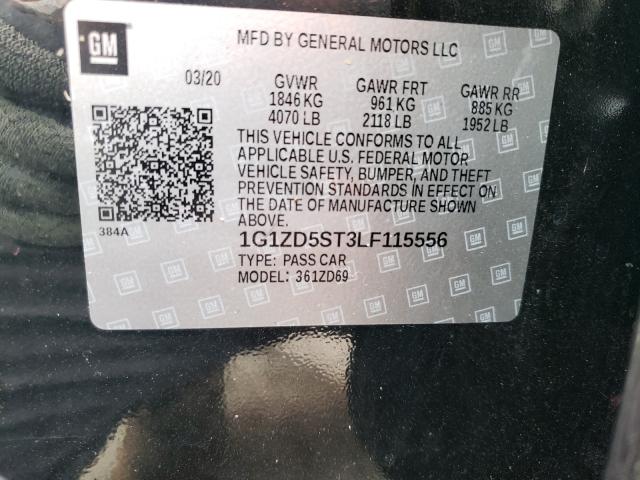 GM
MFD BY GENERAL MOTORS LLC
03/20 GVWR GAWR FRT GAWR RR
1846 KG 961 KG 885 KG
4070 LB 2118 LB 1952 LB
THIS VEHICLE CONFORMS TO ALL
APPLICABLE U.S. FEDERAL MOTOR
VEHICLE SAFETY, BUMPER, AND THEFT
PREVENTION STANDARDS IN EFFECT ON
THE DATE OF MANUFACTURE SHOWN
ABOVE.
384A
1G1ZD5ST3LF115556
TYPE: PASS CAR
MODEL: 361ZD69